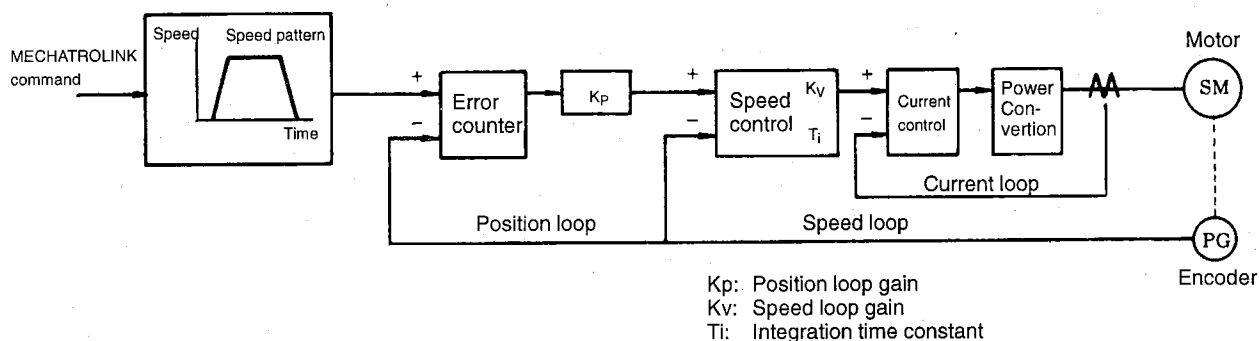 MECHATROLINK
command
Speed
Speed pattern
Time
+
−
Error
counter
KP
+
−
Speed
control
KV
Ti
+
−
Current
control
Power
Con-
vertion
Motor
SM
Current loop
Position loop
Speed loop
PG
Encoder
Kp: Position loop gain
Kv: Speed loop gain
Ti: Integration time constant